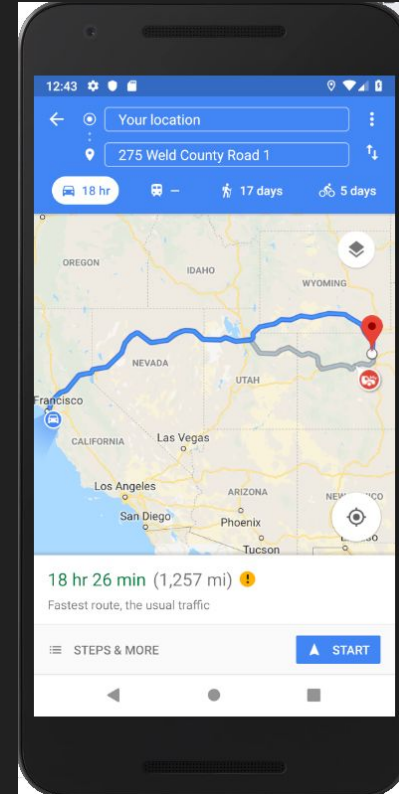 12:43
Your location
275 Weld County Road 1
18 hr
–
17 days
5 days
OREGON
IDAHO
WYOMING
NEVADA
UTAH
Francisco
CALIFORNIA
Las Vegas
Los Angeles
ARIZONA
San Diego
Phoenix
Tucson
18 hr 26 min (1,257 mi)
Fastest route, the usual traffic
STEPS & MORE
START